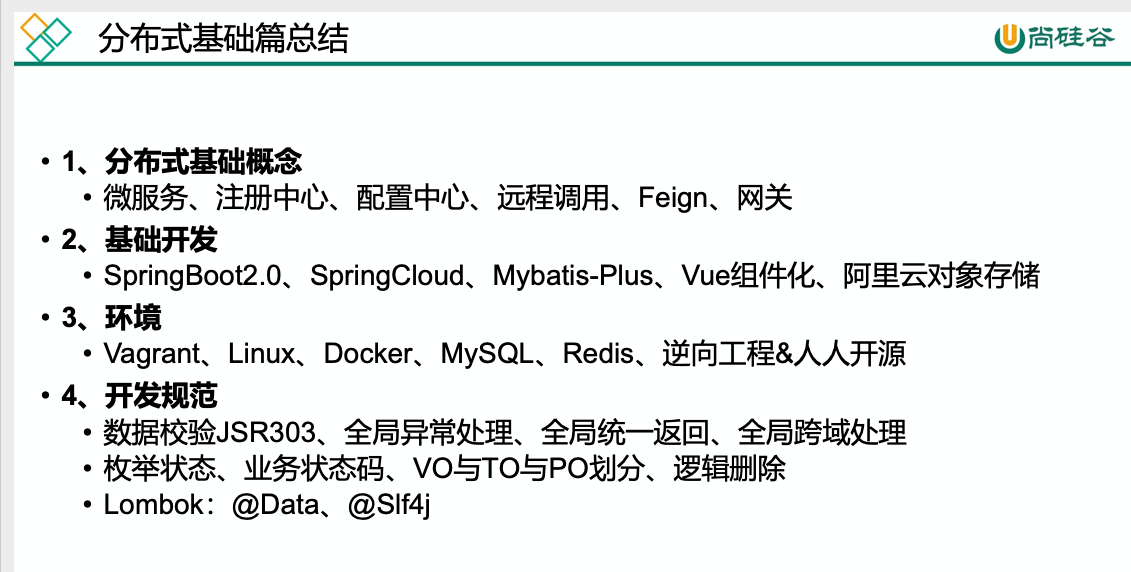 分布式基础篇总结
尚硅谷
• 1、分布式基础概念
• 微服务、注册中心、配置中心、远程调用、Feign、网关
• 2、基础开发
• SpringBoot2.0、SpringCloud、Mybatis-Plus、Vue组件化、阿里云对象存储
• 3、环境
• Vagrant、Linux、Docker、MySQL、Redis、逆向工程&人人开源
• 4、开发规范
• 数据校验JSR303、全局异常处理、全局统一返回、全局跨域处理
• 枚举状态、业务状态码、VO与TO与PO划分、逻辑删除
• Lombok：@Data、@Slf4j